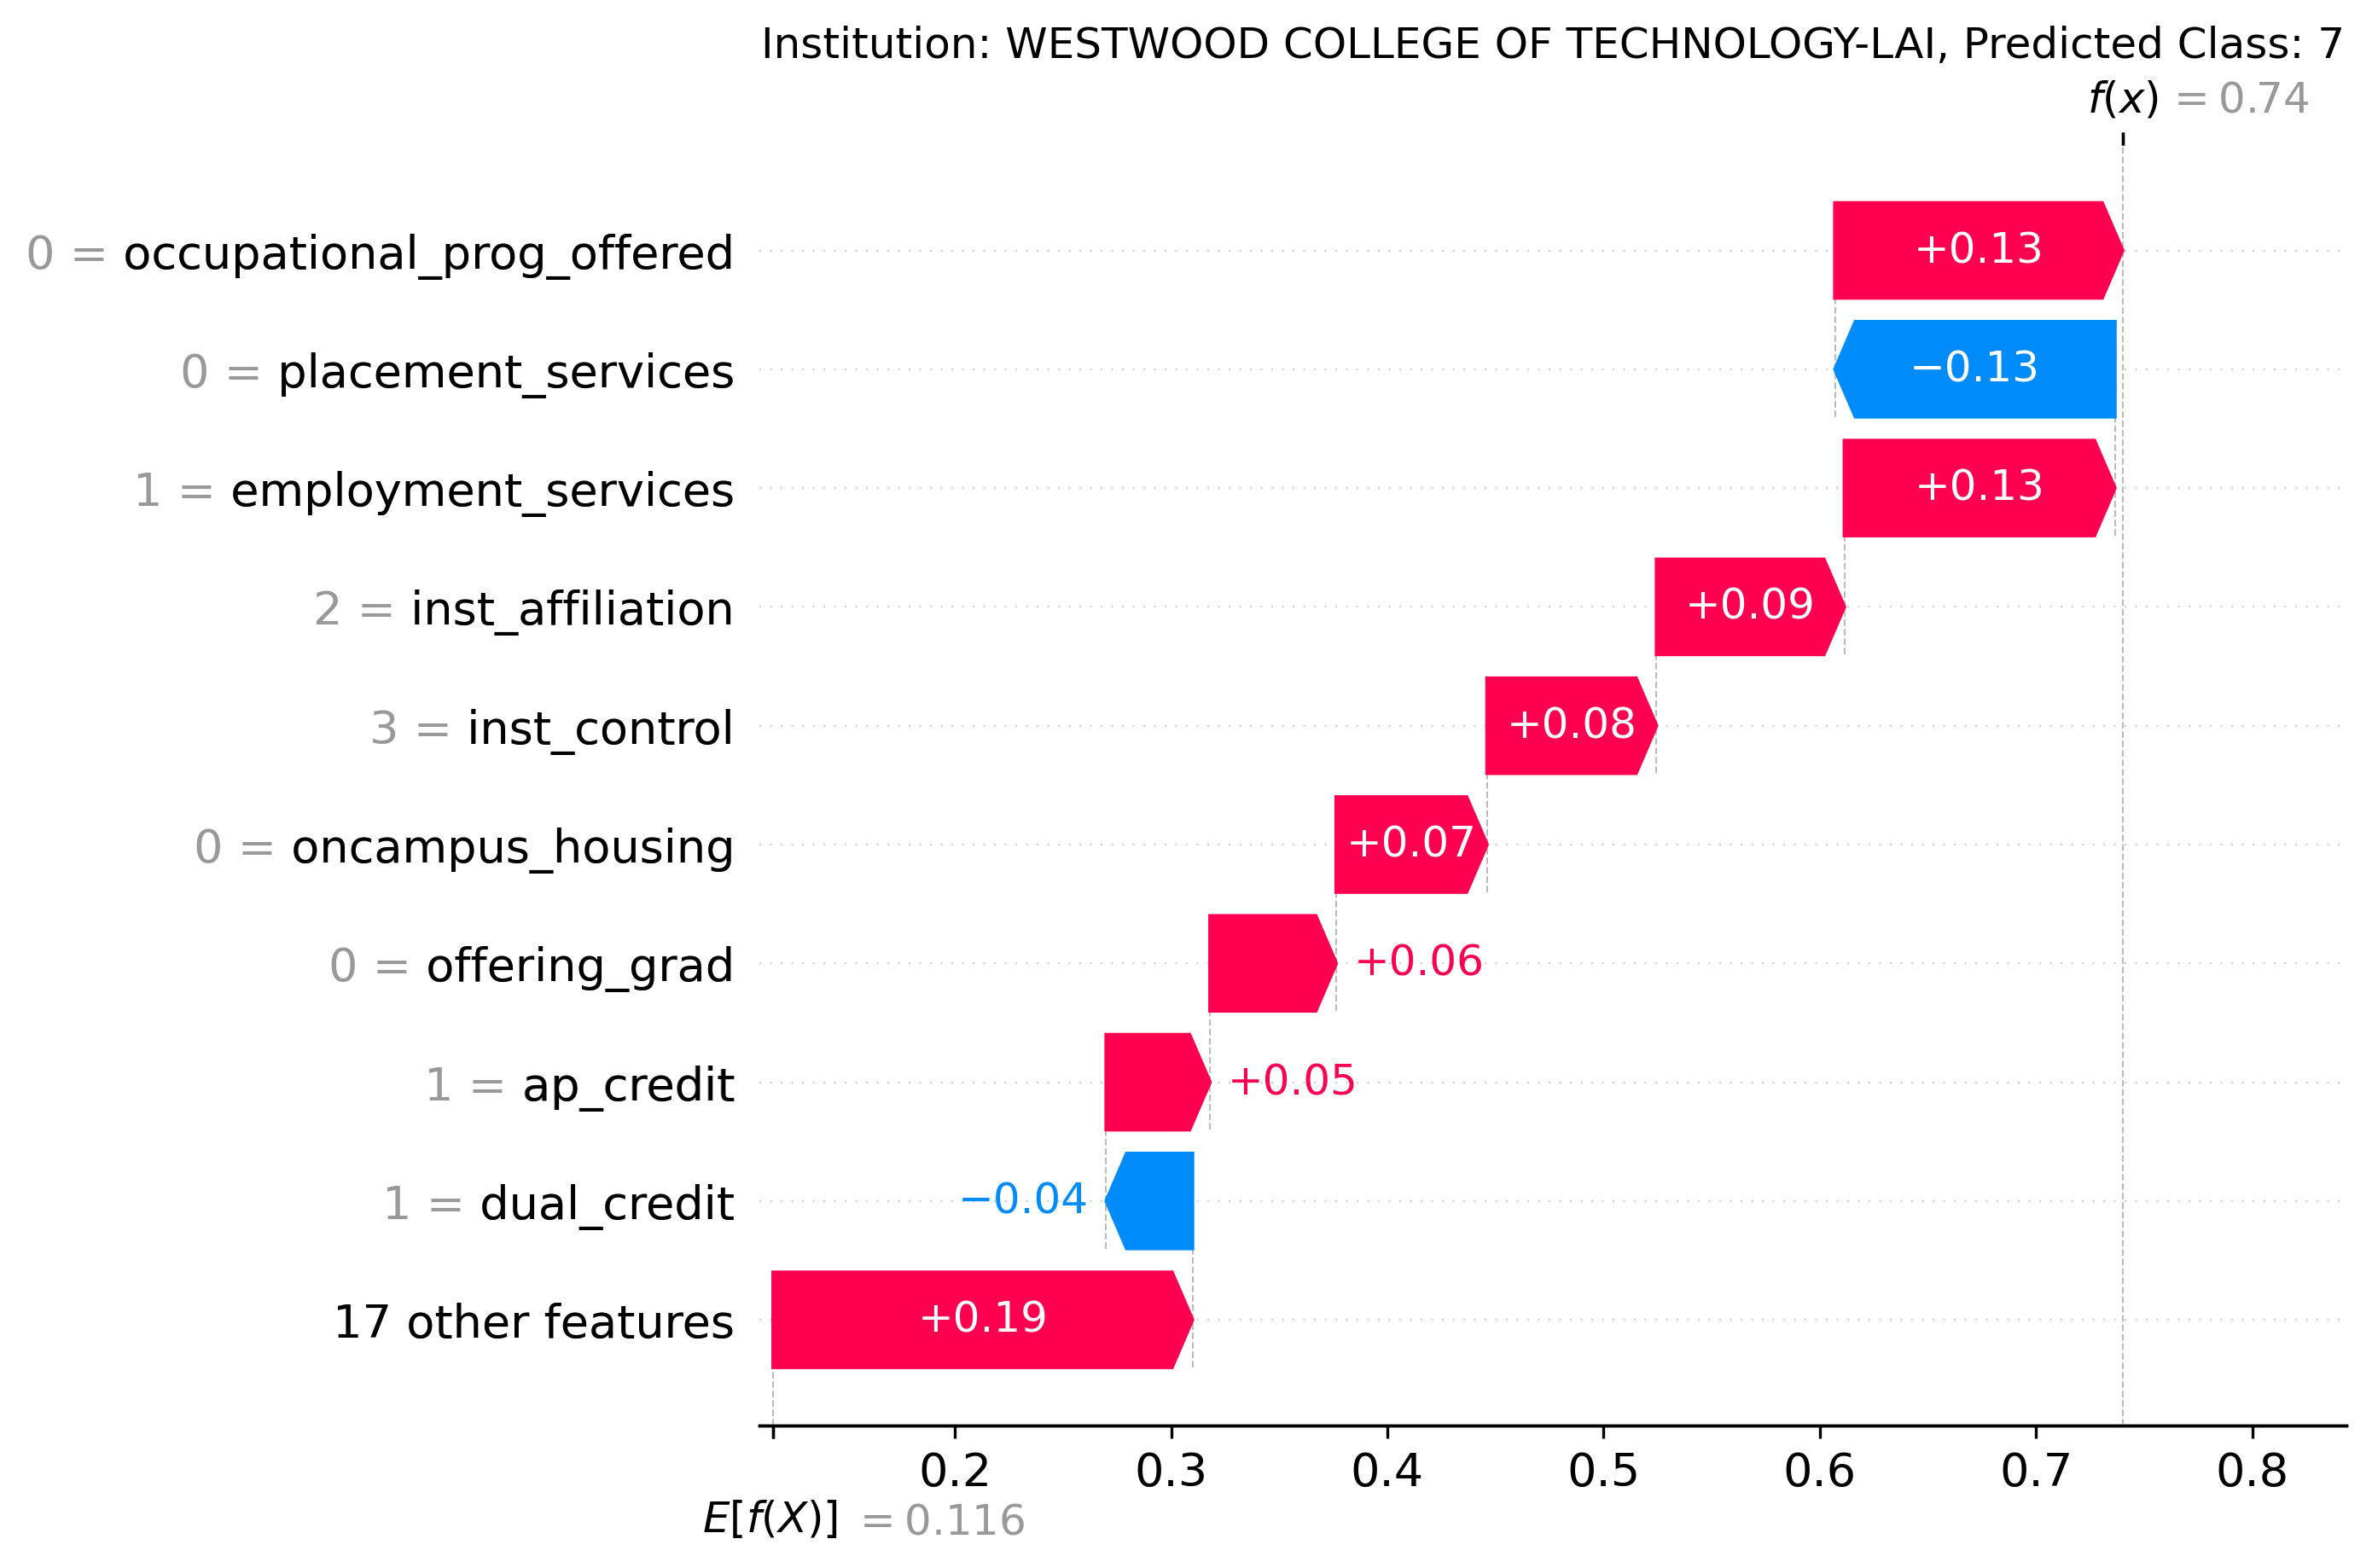 Institution: WESTWOOD COLLEGE OF TECHNOLOGY-LAI, Predicted Class: 7
f(x) = 0.74
0 = occupational_prog_offered +0.13
0 = placement_services −0.13
1 = employment_services +0.13
2 = inst_affiliation +0.09
3 = inst_control +0.08
0 = oncampus_housing +0.07
0 = offering_grad +0.06
1 = ap_credit +0.05
1 = dual_credit −0.04
17 other features +0.19
0.2 0.3 0.4 0.5 0.6 0.7 0.8
E[f(X)] = 0.116